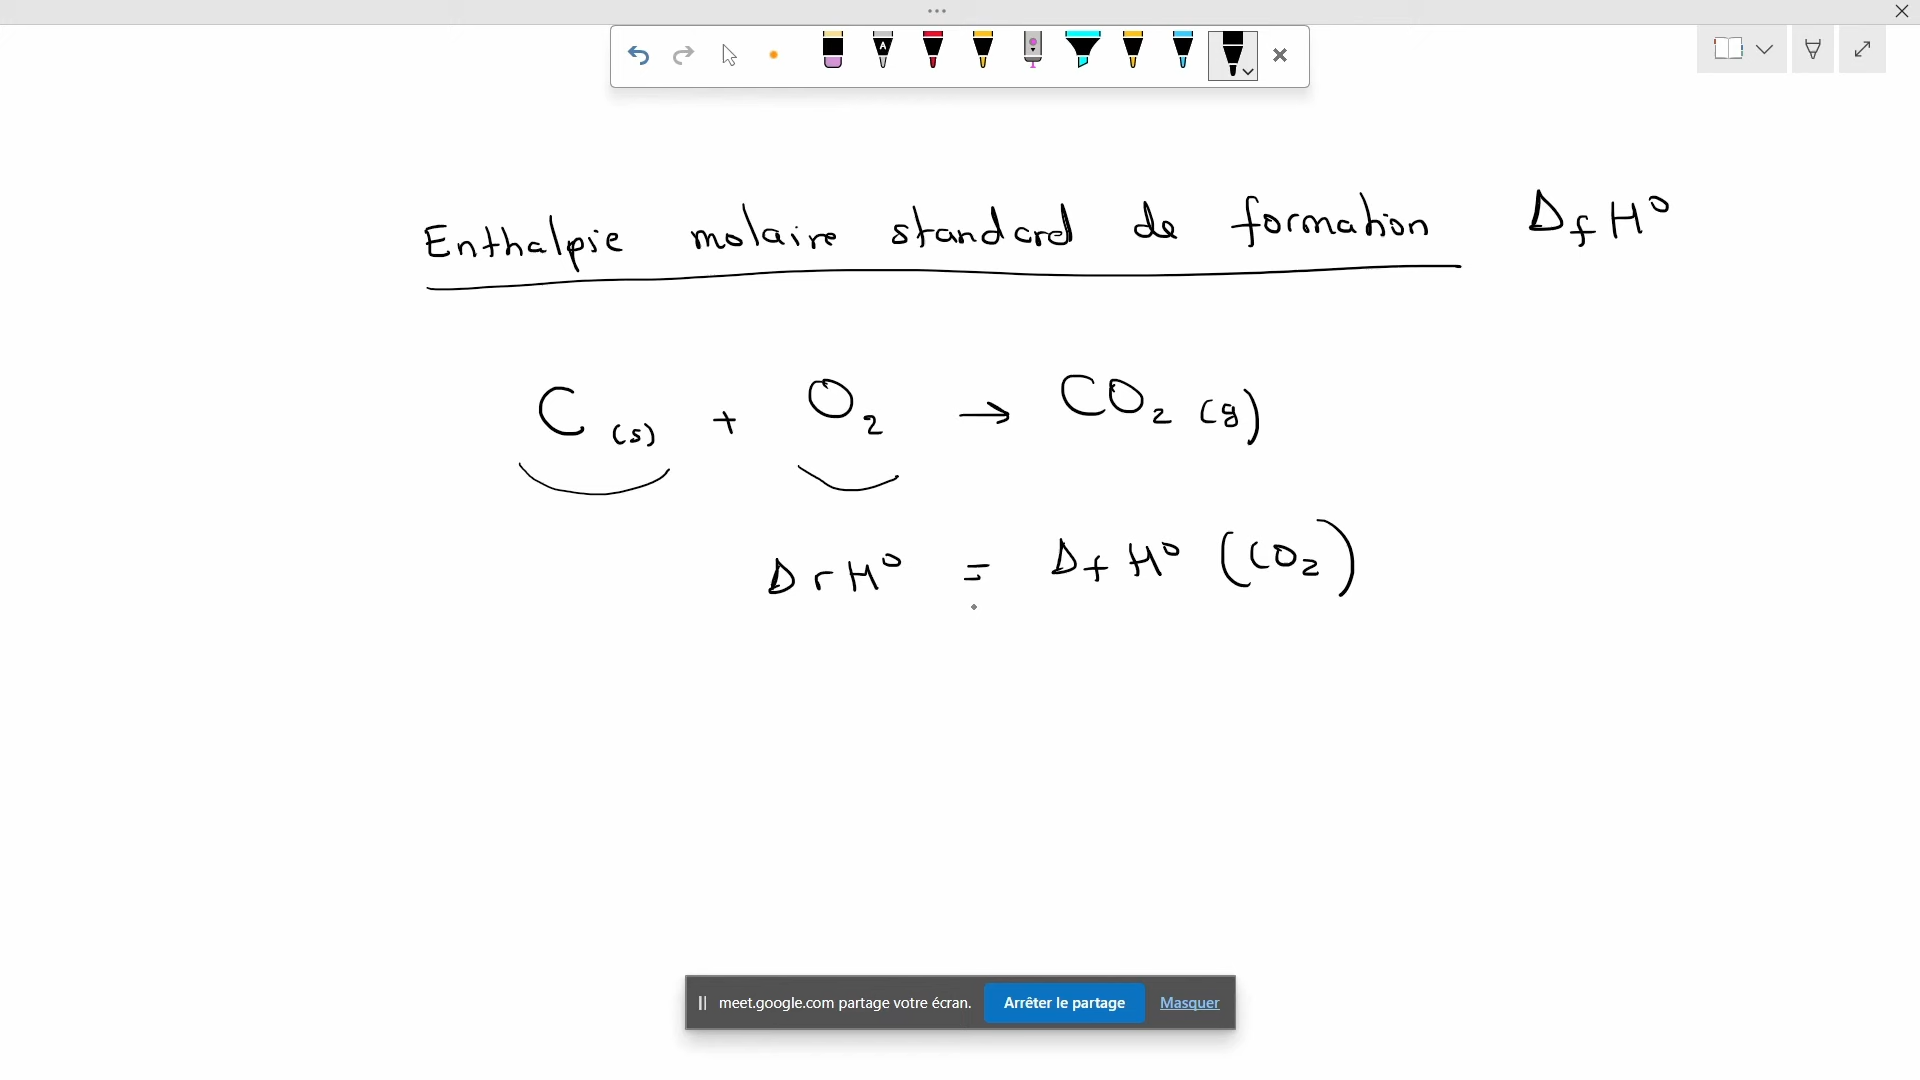 Enthalpie molaire standard de formation ΔfH°
C (s) + O₂ → CO₂ (g)
ΔrH° = ΔfH° (CO₂)
meet.google.com partage votre écran. Arrêter le partage Masquer